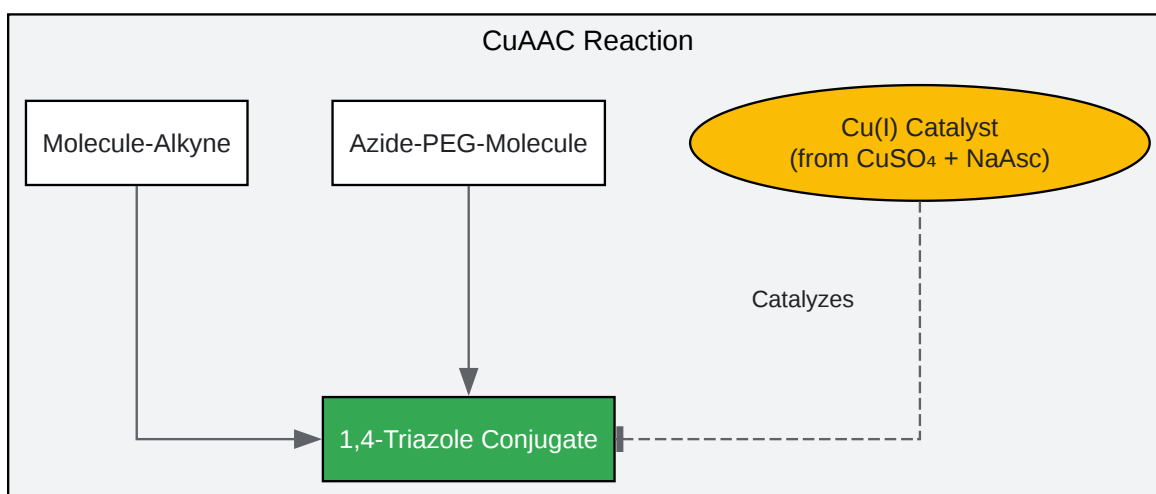 CuAAC Reaction
Molecule-Alkyne
Azide-PEG-Molecule
Cu(I) Catalyst
(from CuSO₄ + NaAsc)
Catalyzes
1,4-Triazole Conjugate